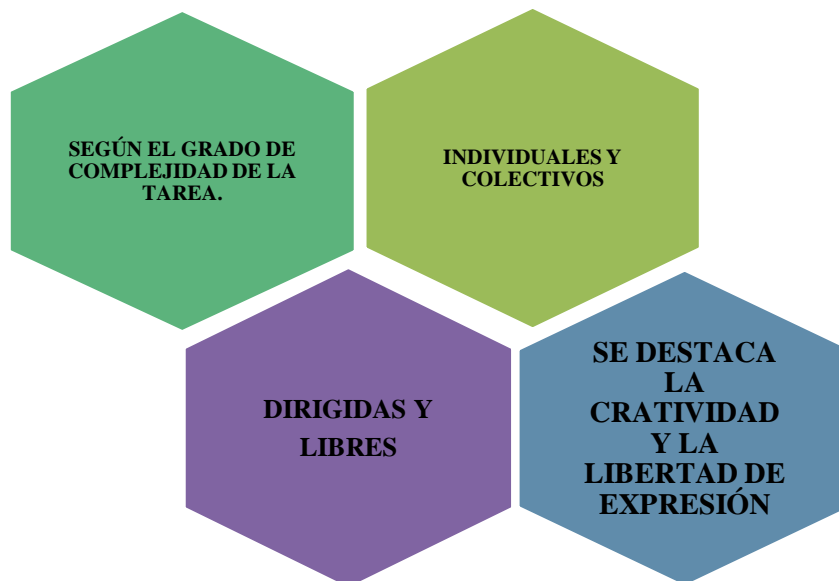 SEGÚN EL GRADO DE
COMPLEJIDAD DE LA
TAREA.
INDIVIDUALES Y
COLECTIVOS
DIRIGIDAS Y
LIBRES
SE DESTACA
LA
CRATIVIDAD
Y LA
LIBERTAD DE
EXPRESIÓN